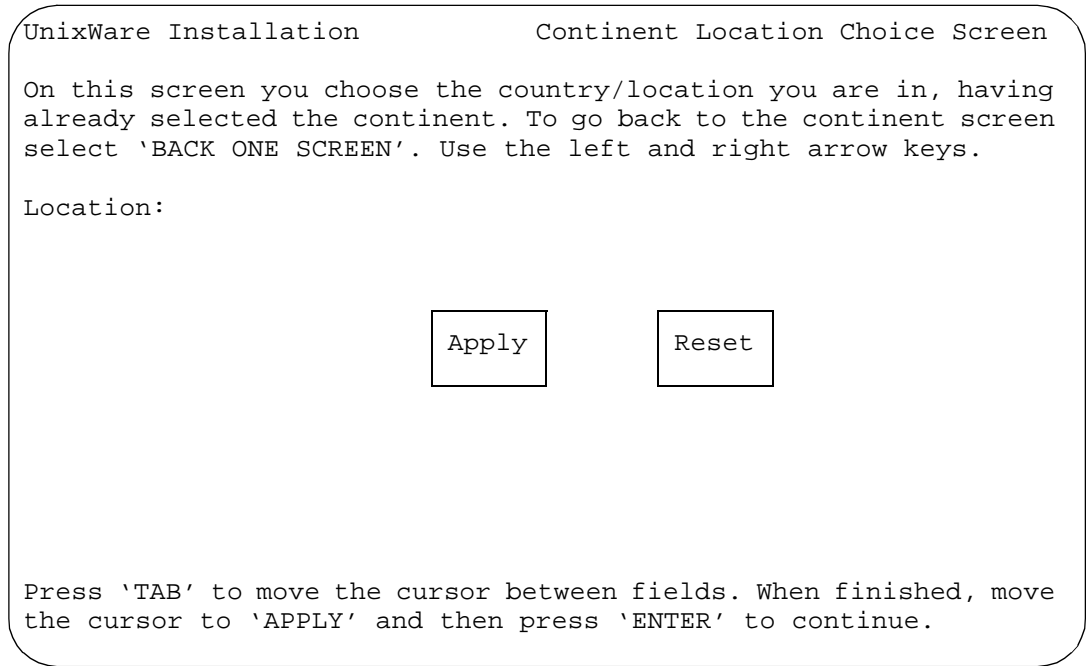 UnixWare Installation Continent Location Choice Screen
On this screen you choose the country/location you are in, having
already selected the continent. To go back to the continent screen
select ‘BACK ONE SCREEN’. Use the left and right arrow keys.
Location:
Apply Reset
Press ‘TAB’ to move the cursor between fields. When finished, move
the cursor to ‘APPLY’ and then press ‘ENTER’ to continue.